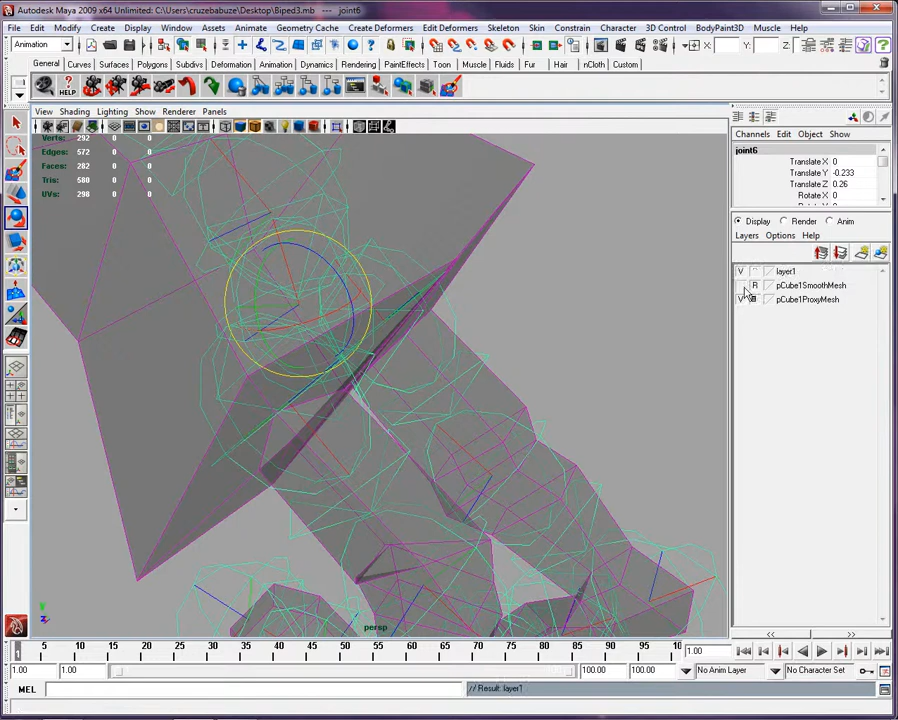 Autodesk Maya 2009 x64 Unlimited: C:\Users\cruzebabuze\Desktop\Biped3.mb --- joint6
File Edit Modify Create Display Window Assets Animate Geometry Cache Create Deformers Edit Deformers Skeleton Skin Constrain Character 3D Control BodyPaint3D Muscle Help
Animation X: Y: Z:
General Curves Surfaces Polygons Subdivs Deformation Animation Dynamics Rendering PaintEffects Toon Muscle Fluids Fur Hair nCloth Custom
HELP
View Shading Lighting Show Renderer Panels
Channels Edit Object Show
Verts: 292 0 0
Edges: 572 0 0
Faces: 282 0 0
Tris: 580 0 0
UVs: 298 0 0
joint6
Translate X 0
Translate Y -0.233
Translate Z 0.26
Rotate X 0
Display Render Anim
Layers Options Help
V layer1
R pCube1SmoothMesh
V pCube1ProxyMesh
persp
5 10 15 20 25 30 35 40 45 50 55 60 65 70 75 80 85 90 95 10
1.00
1.00 1.00 100.00 100.00 No Anim Layer No Character Set
MEL // Result: layer1